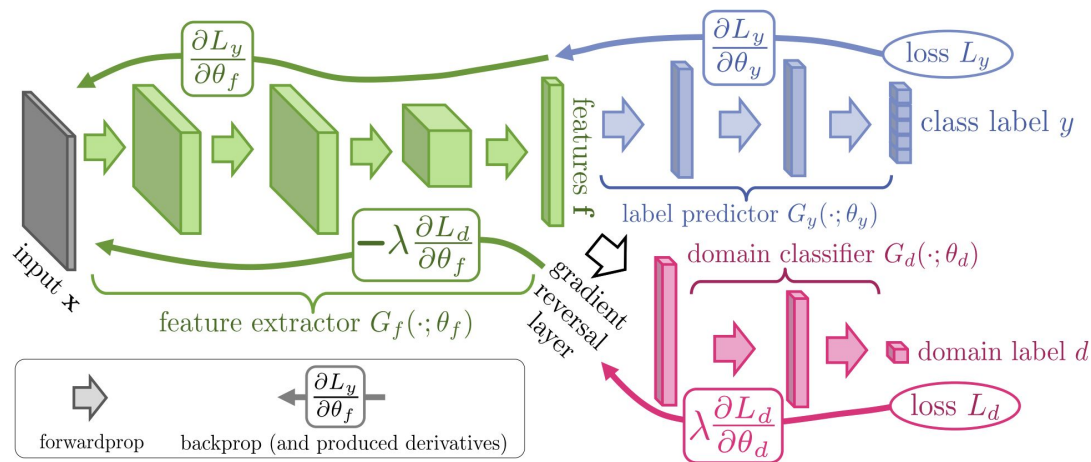 ∂L_y/∂θ_f
∂L_y/∂θ_y
loss L_y
features f
class label y
label predictor G_y(·;θ_y)
input x
−λ ∂L_d/∂θ_f
feature extractor G_f(·;θ_f)
gradient
reversal
layer
domain classifier G_d(·;θ_d)
domain label d
λ ∂L_d/∂θ_d
loss L_d
∂L_y/∂θ_f
forwardprop
backprop (and produced derivatives)